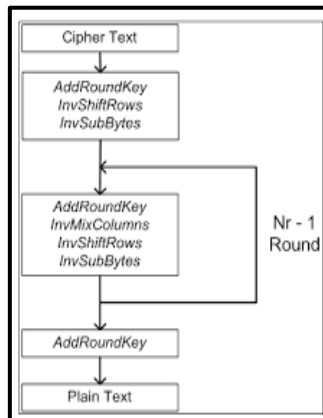 Cipher Text
AddRoundKey
InvShiftRows
InvSubBytes
AddRoundKey
InvMixColumns
InvShiftRows
InvSubBytes
Nr - 1
Round
AddRoundKey
Plain Text